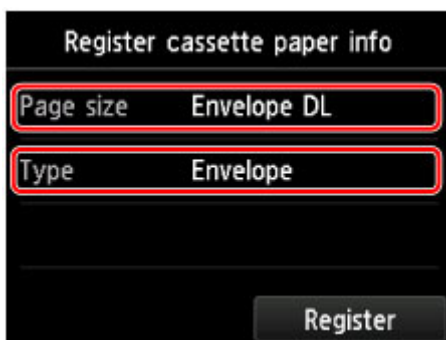 Register cassette paper info
Page size Envelope DL
Type Envelope
Register